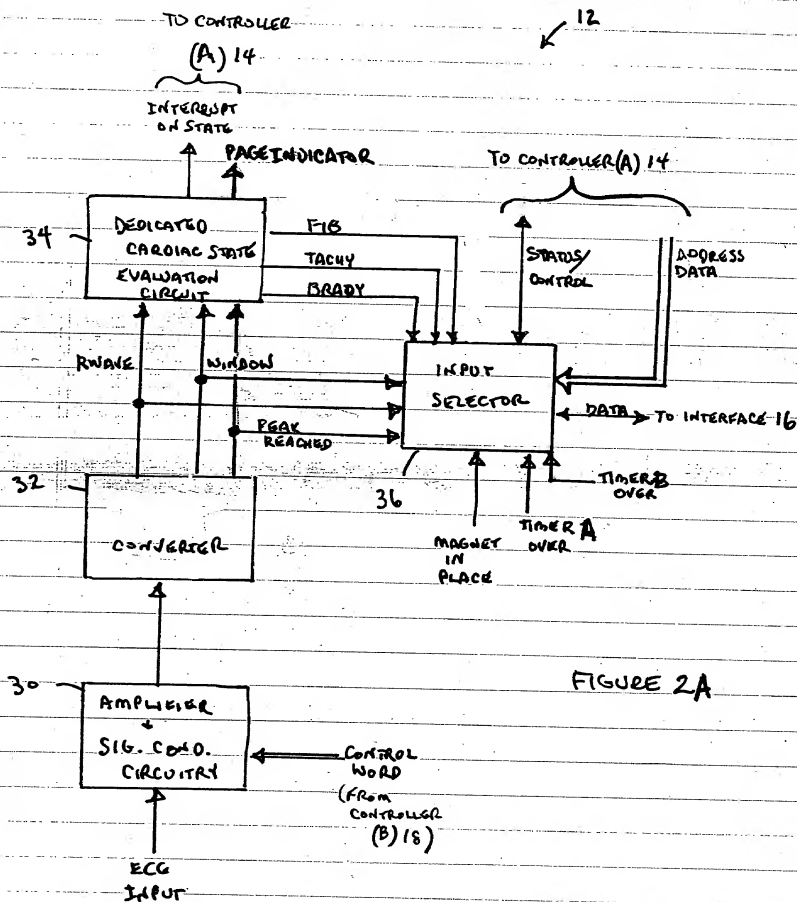 TO CONTROLLER
(A) 14
12
INTERRUPT
ON STATE
PAGE INDICATOR
TO CONTROLLER (A) 14
34
DEDICATED
CARDIAC STATE
EVALUATION
CIRCUIT
FIB
TACHY
BRADY
STATUS/
CONTROL
ADDRESS
DATA
RWAVE
WINDOW
INPUT
SELECTOR
DATA
TO INTERFACE 16
PEAK
REACHED
32
36
CONVERTER
MAGNET
IN
PLACE
TIMER A
OVER
TIMER B
OVER
30
AMPLIFIER
+
SIG. COND.
CIRCUITRY
CONTROL
WORD
(FROM
CONTROLLER
(B) 18)
FIGURE 2A
ECG
INPUT